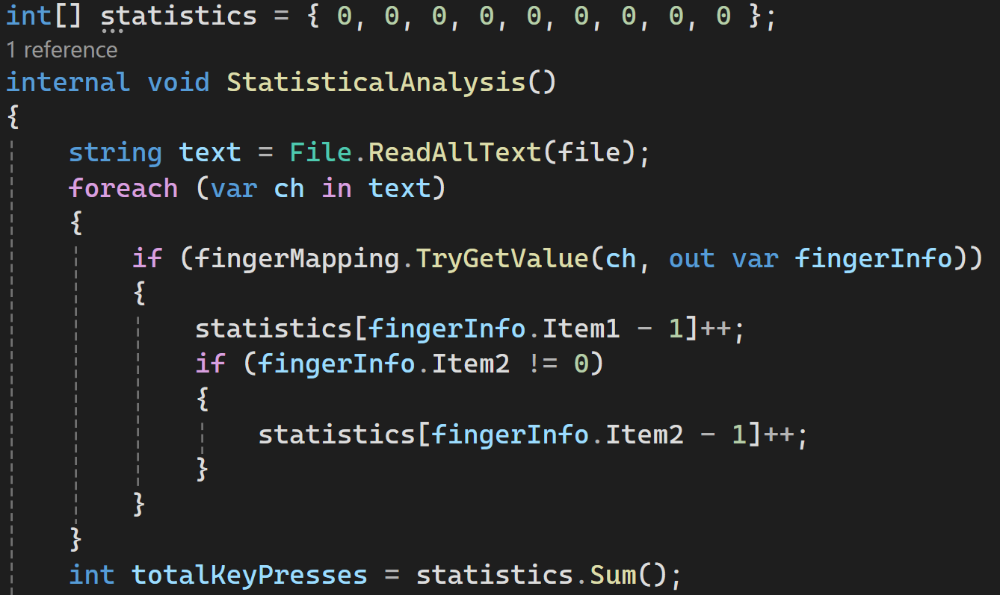 int[] statistics = { 0, 0, 0, 0, 0, 0, 0, 0, 0 };
1 reference
internal void StatisticalAnalysis()
{
    string text = File.ReadAllText(file);
    foreach (var ch in text)
    {
        if (fingerMapping.TryGetValue(ch, out var fingerInfo))
        {
            statistics[fingerInfo.Item1 - 1]++;
            if (fingerInfo.Item2 != 0)
            {
                statistics[fingerInfo.Item2 - 1]++;
            }
        }
    }
    int totalKeyPresses = statistics.Sum();